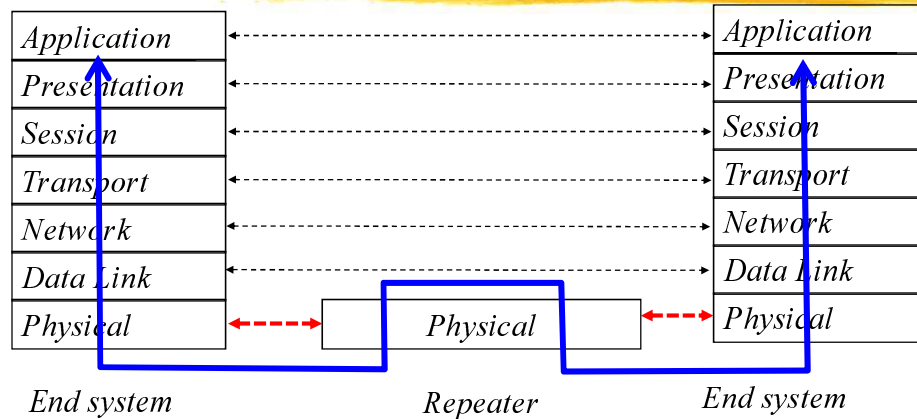 Application
Presentation
Session
Transport
Network
Data Link
Physical
End system
Physical
Repeater
Application
Presentation
Session
Transport
Network
Data Link
Physical
End system